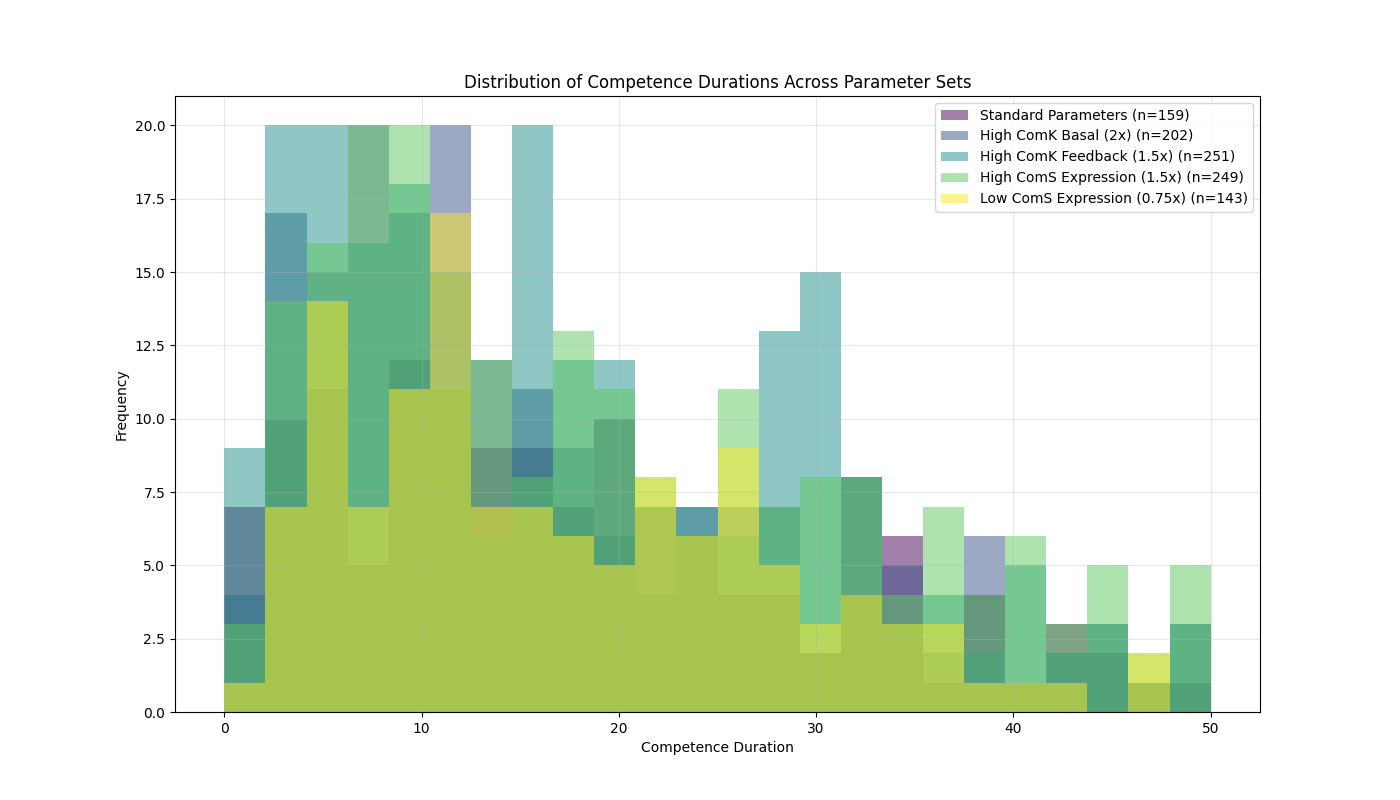 Distribution of Competence Durations Across Parameter Sets
Standard Parameters (n=159)
High ComK Basal (2x) (n=202)
High ComK Feedback (1.5x) (n=251)
High ComS Expression (1.5x) (n=249)
Low ComS Expression (0.75x) (n=143)
Frequency
20.0
17.5
15.0
12.5
10.0
7.5
5.0
2.5
0.0
0 10 20 30 40 50
Competence Duration